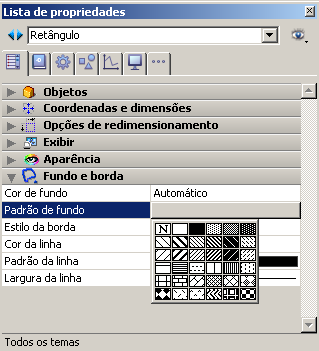 Lista de propriedades
Retângulo
Objetos
Coordenadas e dimensões
Opções de redimensionamento
Exibir
Aparência
Fundo e borda
Cor de fundo Automático
Padrão de fundo
Estilo da borda
N
Cor da linha
Padrão da linha
Largura da linha
Todos os temas